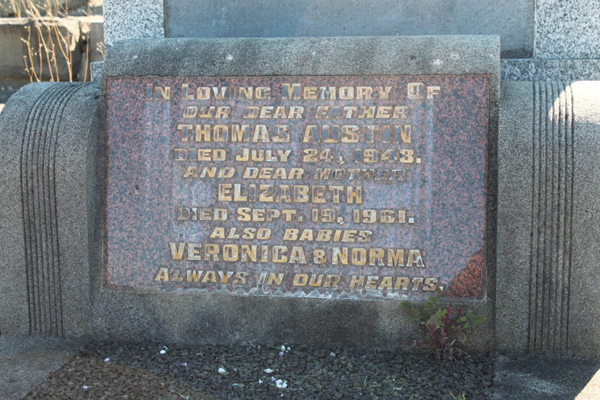 IN LOVING MEMORY OF
OUR DEAR FATHER
THOMAS AUSTIN
DIED JULY 24, 1943.
AND DEAR MOTHER
ELIZABETH
DIED SEPT. 19, 1961.
ALSO BABIES
VERONICA & NORMA
ALWAYS IN OUR HEARTS.